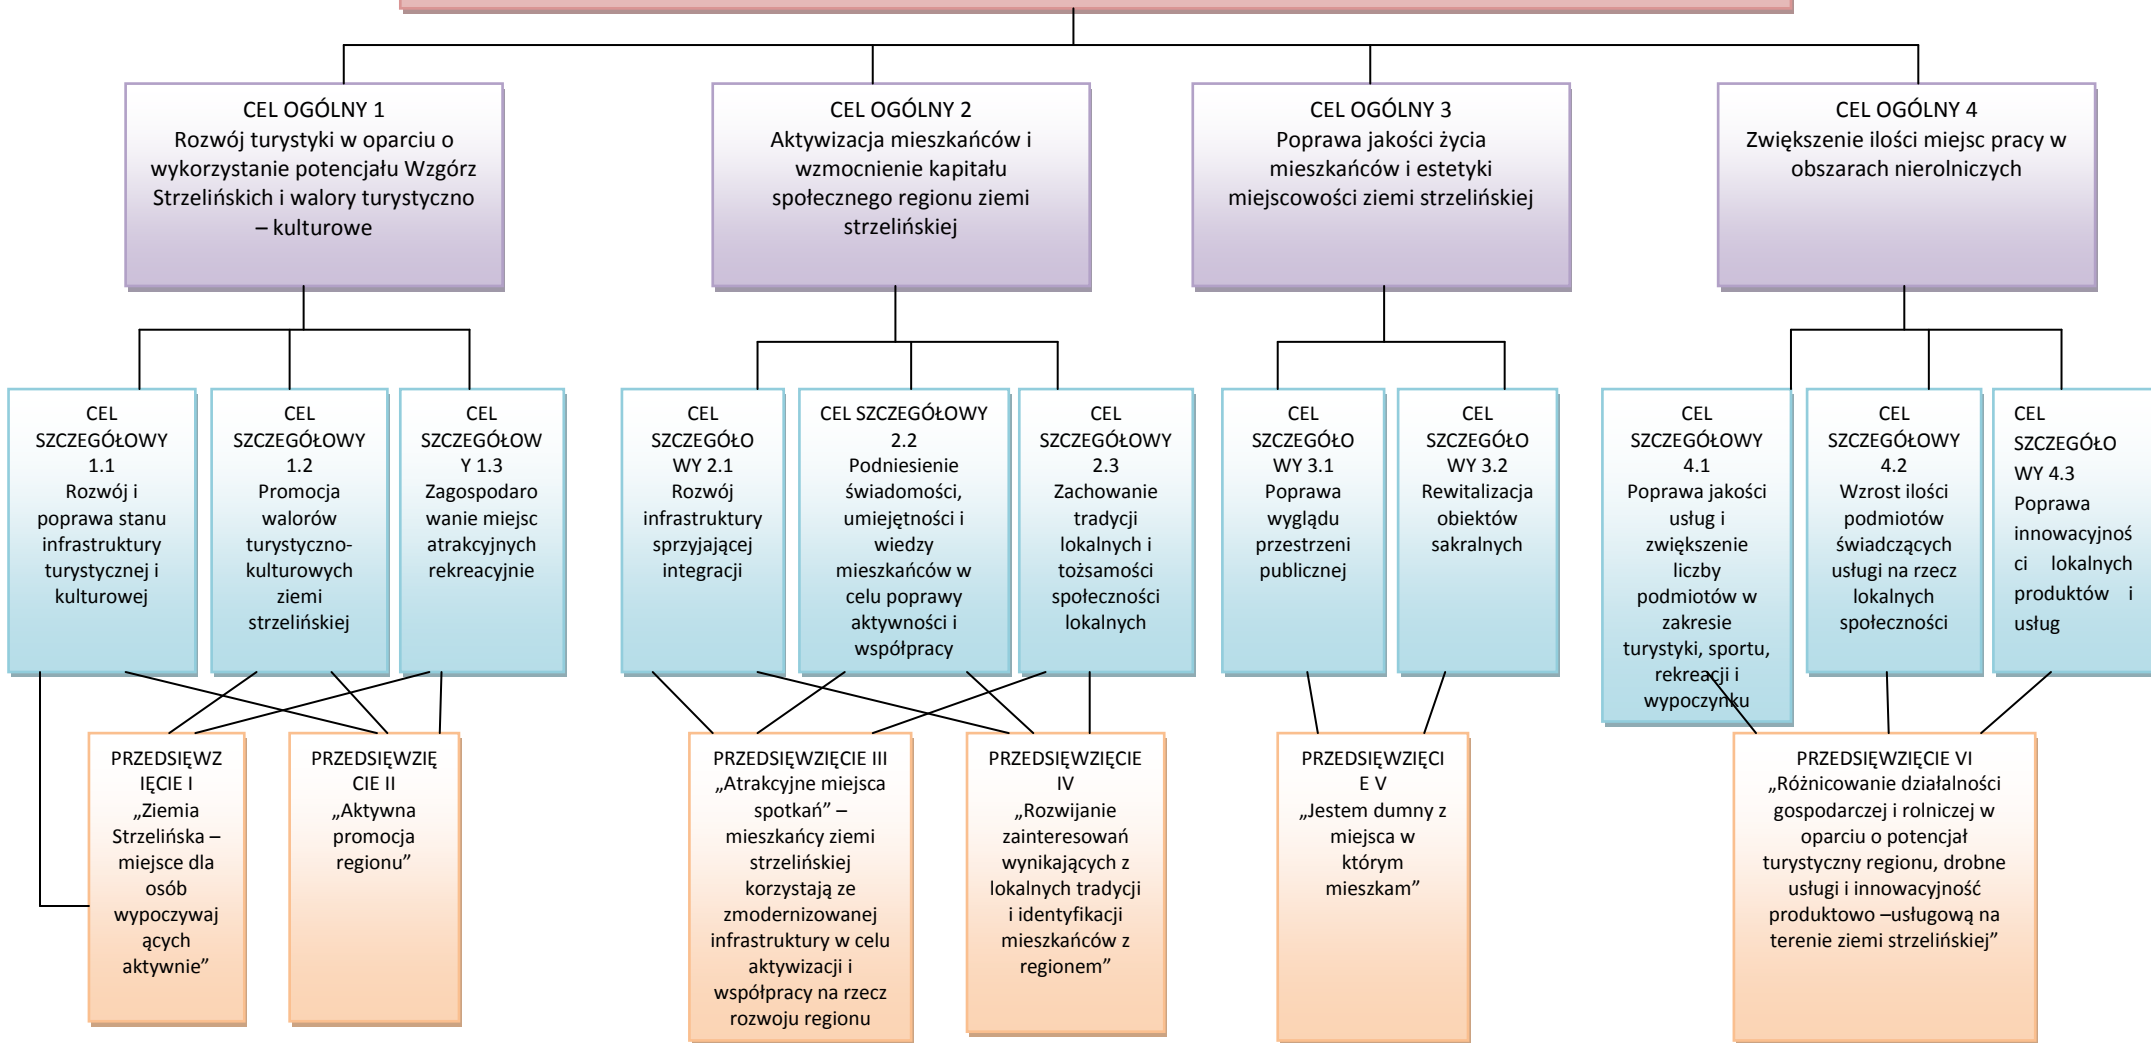 CEL OGÓLNY 1
Rozwój turystyki w oparciu o
wykorzystanie potencjału Wzgórz
Strzelińskich i walory turystyczno
– kulturowe
CEL OGÓLNY 2
Aktywizacja mieszkańców i
wzmocnienie kapitału
społecznego regionu ziemi
strzelińskiej
CEL OGÓLNY 3
Poprawa jakości życia
mieszkańców i estetyki
miejscowości ziemi strzelińskiej
CEL OGÓLNY 4
Zwiększenie ilości miejsc pracy w
obszarach nierolniczych
CEL
SZCZEGÓŁOWY
1.1
Rozwój i
poprawa stanu
infrastruktury
turystycznej i
kulturowej
CEL
SZCZEGÓŁOWY
1.2
Promocja
walorów
turystyczno-
kulturowych
ziemi
strzelińskiej
CEL
SZCZEGÓŁOW
Y 1.3
Zagospodaro
wanie miejsc
atrakcyjnych
rekreacyjnie
CEL
SZCZEGÓŁO
WY 2.1
Rozwój
infrastruktury
sprzyjającej
integracji
CEL SZCZEGÓŁOWY
2.2
Podniesienie
świadomości,
umiejętności i
wiedzy
mieszkańców w
celu poprawy
aktywności i
współpracy
CEL
SZCZEGÓŁOWY
2.3
Zachowanie
tradycji
lokalnych i
tożsamości
społeczności
lokalnych
CEL
SZCZEGÓŁO
WY 3.1
Poprawa
wyglądu
przestrzeni
publicznej
CEL
SZCZEGÓŁO
WY 3.2
Rewitalizacja
obiektów
sakralnych
CEL
SZCZEGÓŁOWY
4.1
Poprawa jakości
usług i
zwiększenie
liczby
podmiotów w
zakresie
turystyki, sportu,
rekreacji i
wypoczynku
CEL
SZCZEGÓŁOWY
4.2
Wzrost ilości
podmiotów
świadczących
usługi na rzecz
lokalnych
społeczności
CEL
SZCZEGÓŁO
WY 4.3
Poprawa
innowacyjnoś
ci lokalnych
produktów i
usług
PRZEDSIĘWZ
IĘCIE I
„Ziemia
Strzelińska –
miejsce dla
osób
wypoczywaj
ących
aktywnie”
PRZEDSIĘWZIĘ
CIE II
„Aktywna
promocja
regionu”
PRZEDSIĘWZIĘCIE III
„Atrakcyjne miejsca
spotkań” –
mieszkańcy ziemi
strzelińskiej
korzystają ze
zmodernizowanej
infrastruktury w celu
aktywizacji i
współpracy na rzecz
rozwoju regionu
PRZEDSIĘWZIĘCIE
IV
„Rozwijanie
zainteresowań
wynikających z
lokalnych tradycji
i identyfikacji
mieszkańców z
regionem”
PRZEDSIĘWZIĘCI
E V
„Jestem dumny z
miejsca w
którym
mieszkam”
PRZEDSIĘWZIĘCIE VI
„Różnicowanie działalności
gospodarczej i rolniczej w
oparciu o potencjał
turystyczny regionu, drobne
usługi i innowacyjność
produktowo –usługową na
terenie ziemi strzelińskiej”